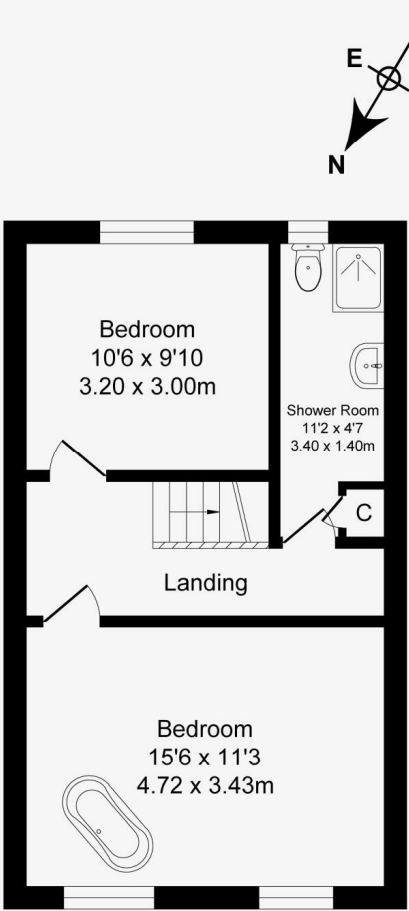 E
N
Bedroom
10'6 x 9'10
3.20 x 3.00m
Shower Room
11'2 x 4'7
3.40 x 1.40m
C
Landing
Bedroom
15'6 x 11'3
4.72 x 3.43m